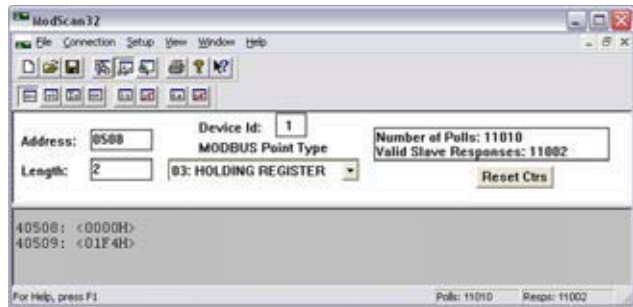 ModScan32
File Connection Setup View Window Help
Address: 0508
Device Id: 1
MODBUS Point Type
Length: 2
03: HOLDING REGISTER
Number of Polls: 11010
Valid Slave Responses: 11002
Reset Ctrs
40508: <0000H>
40509: <01F4H>
For Help, press F1
Polls: 11010
Resps: 11002